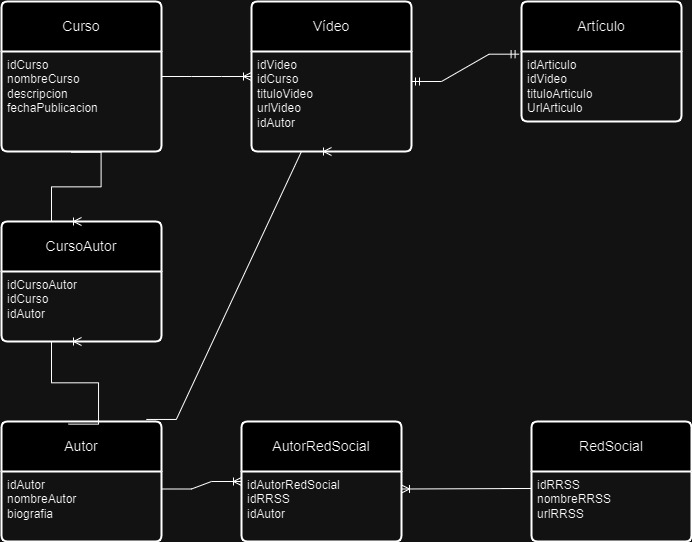 Curso
idCurso
nombreCurso
descripcion
fechaPublicacion
Vídeo
idVideo
idCurso
tituloVideo
urlVideo
idAutor
Artículo
idArticulo
idVideo
tituloArticulo
UrlArticulo
CursoAutor
idCursoAutor
idCurso
idAutor
Autor
idAutor
nombreAutor
biografia
AutorRedSocial
idAutorRedSocial
idRRSS
idAutor
RedSocial
idRRSS
nombreRRSS
urlRRSS